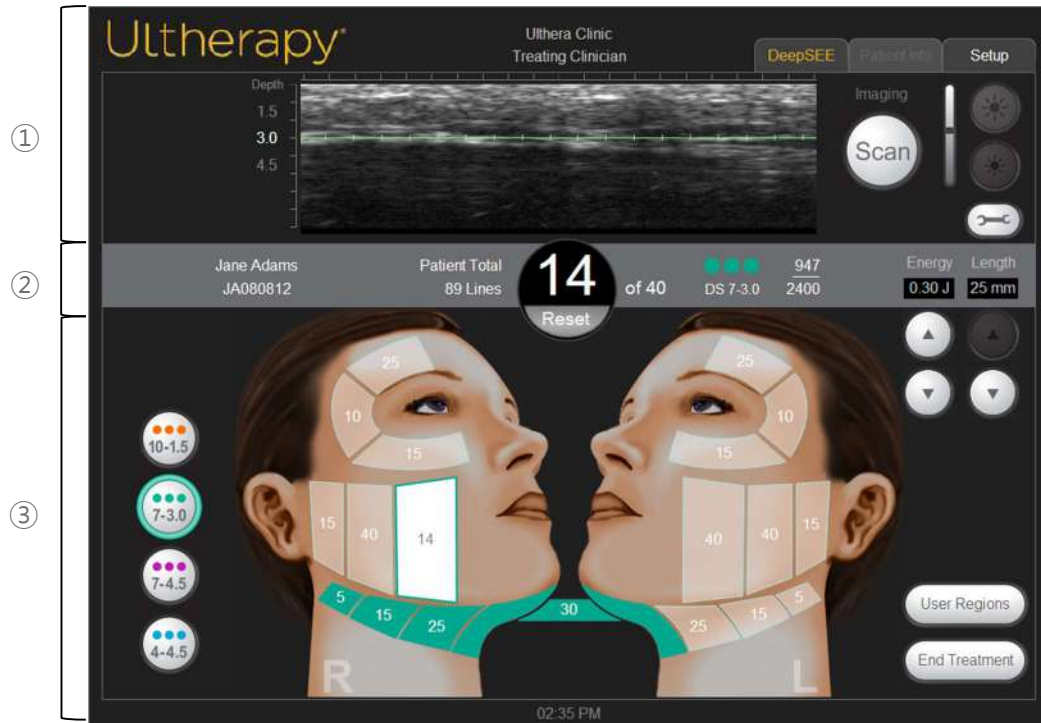 Ultherapy
Ulthera Clinic
Treating Clinician
DeepSEE
Patient Info
Setup
①
Depth
1.5
3.0
4.5
Imaging
Scan
②
Jane Adams
JA080812
Patient Total
89 Lines
14
Reset
of 40
DS 7-3.0
947
2400
Energy
0.30 J
Length
25 mm
③
10-1.5
7-3.0
7-4.5
4-4.5
25
10
15
15
40
14
5
15
25
R
30
25
10
15
40
40
15
25
15
5
L
User Regions
End Treatment
02:35 PM